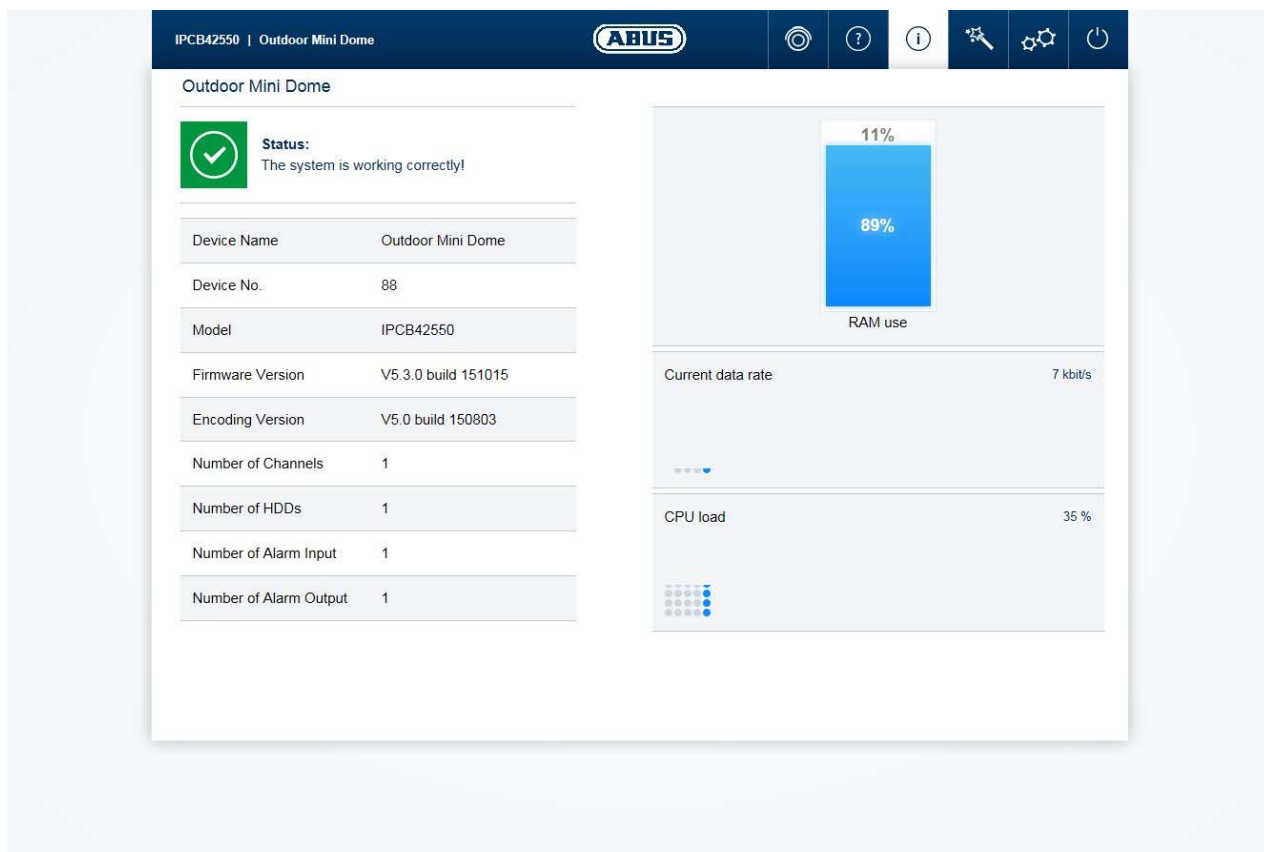 IPCB42550 | Outdoor Mini Dome
ABUS
?
i
Outdoor Mini Dome
Status:
The system is working correctly!
Device Name Outdoor Mini Dome
Device No. 88
Model IPCB42550
Firmware Version V5.3.0 build 151015
Encoding Version V5.0 build 150803
Number of Channels 1
Number of HDDs 1
Number of Alarm Input 1
Number of Alarm Output 1
11%
89%
RAM use
Current data rate 7 kbit/s
CPU load 35 %